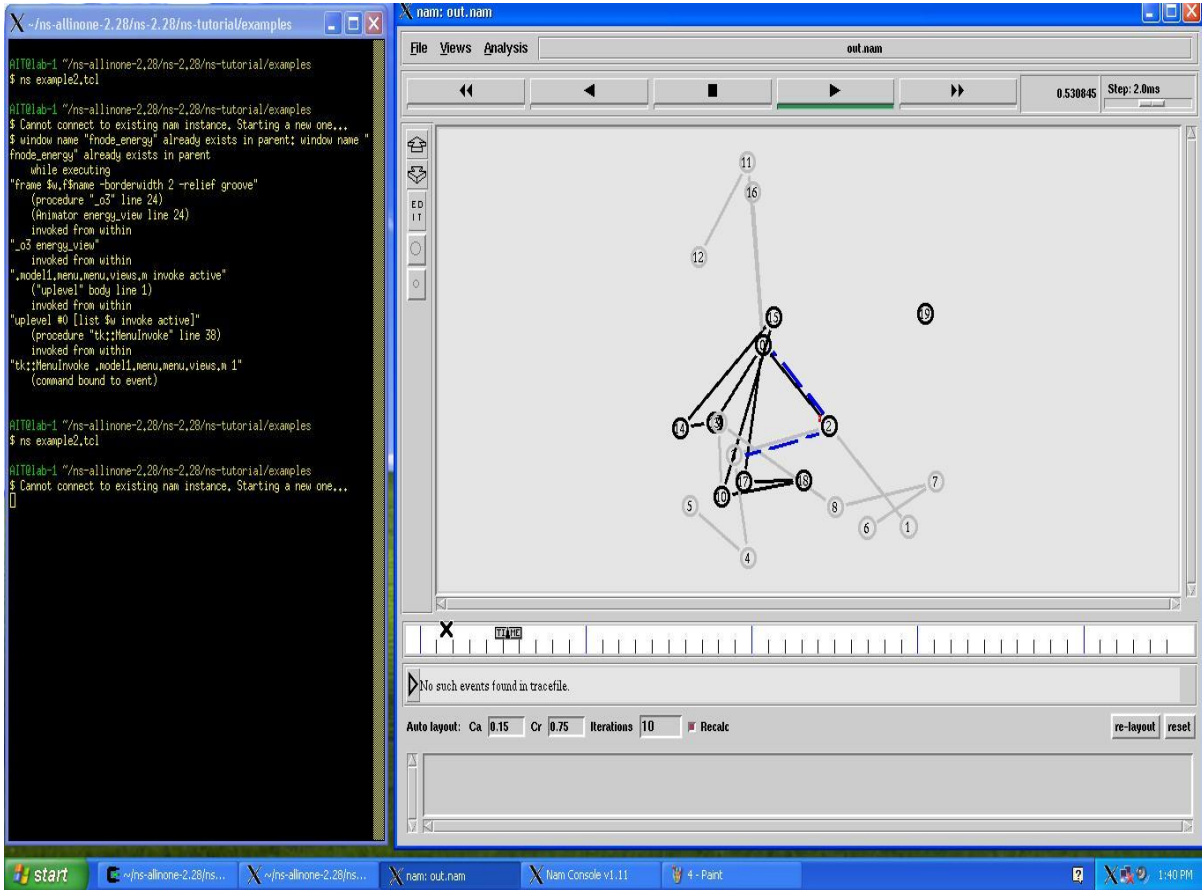 ~/ns-allinone-2.28/ns-2.28/ns-tutorial/examples
AIT@lab-1 ~/ns-allinone-2.28/ns-2.28/ns-tutorial/examples
$ ns example2.tcl
AIT@lab-1 ~/ns-allinone-2.28/ns-2.28/ns-tutorial/examples
$ Cannot connect to existing nam instance. Starting a new one...
$ window name "fnode_energy" already exists in parent: window name "
fnode_energy" already exists in parent
while executing
"frame $w.f$name -borderwidth 2 -relief groove"
(procedure "_o3" line 24)
(Animator energy_view line 24)
invoked from within
"_o3 energy_view"
invoked from within
".model1.menu.menu.views.m invoke active"
("uplevel" body line 1)
invoked from within
"uplevel #0 [list $w invoke active]"
(procedure "tk::MenuInvoke" line 38)
invoked from within
"tk::MenuInvoke .model1.menu.menu.views.m 1"
(command bound to event)
AIT@lab-1 ~/ns-allinone-2.28/ns-2.28/ns-tutorial/examples
$ ns example2.tcl
AIT@lab-1 ~/ns-allinone-2.28/ns-2.28/ns-tutorial/examples
$ Cannot connect to existing nam instance. Starting a new one...
nam: out.nam
File Views Analysis out.nam
0.530845 Step: 2.0ms
ED
IT
11
16
12
15
19
0
14
2
17
18
10
7
5
8
6
1
4
TIME
No such events found in tracefile.
Auto layout: Ca 0.15 Cr 0.75 Iterations 10 Recalc re-layout reset
start ~/ns-allinone-2.28/ns... ~/ns-allinone-2.28/ns... nam: out.nam Nam Console v1.11 4 - Paint 1:40 PM